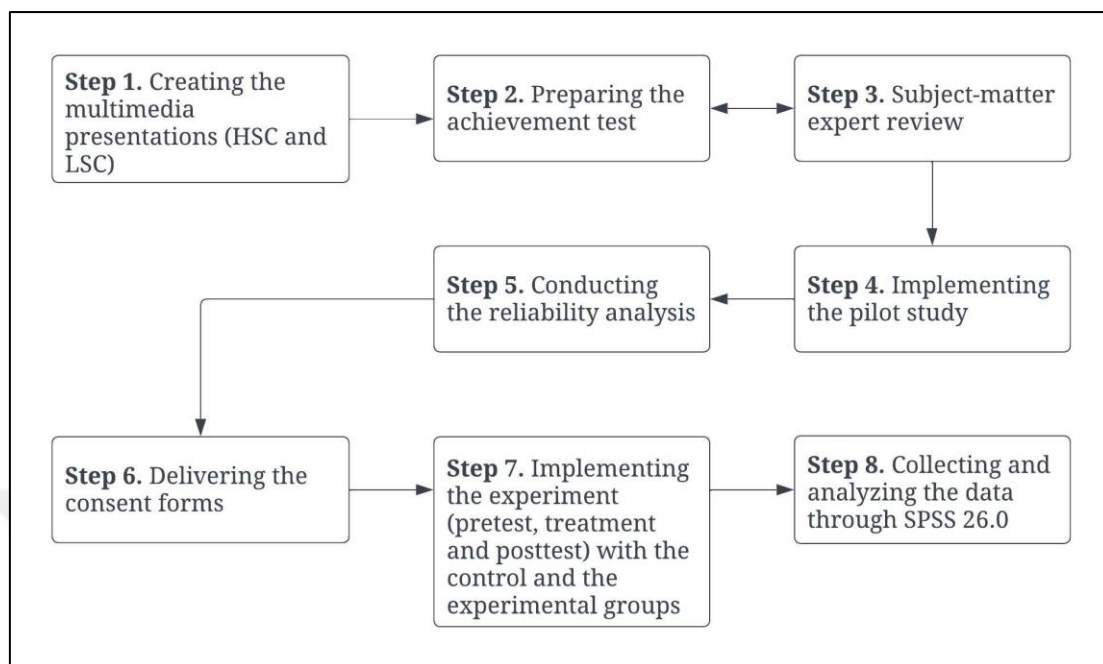 Step 1. Creating the
multimedia
presentations (HSC and
LSC)
Step 2. Preparing the
achievement test
Step 3. Subject-matter
expert review
Step 4. Implementing
the pilot study
Step 5. Conducting
the reliability analysis
Step 6. Delivering the
consent forms
Step 7. Implementing
the experiment
(pretest, treatment
and posttest) with the
control and the
experimental groups
Step 8. Collecting and
analyzing the data
through SPSS 26.0